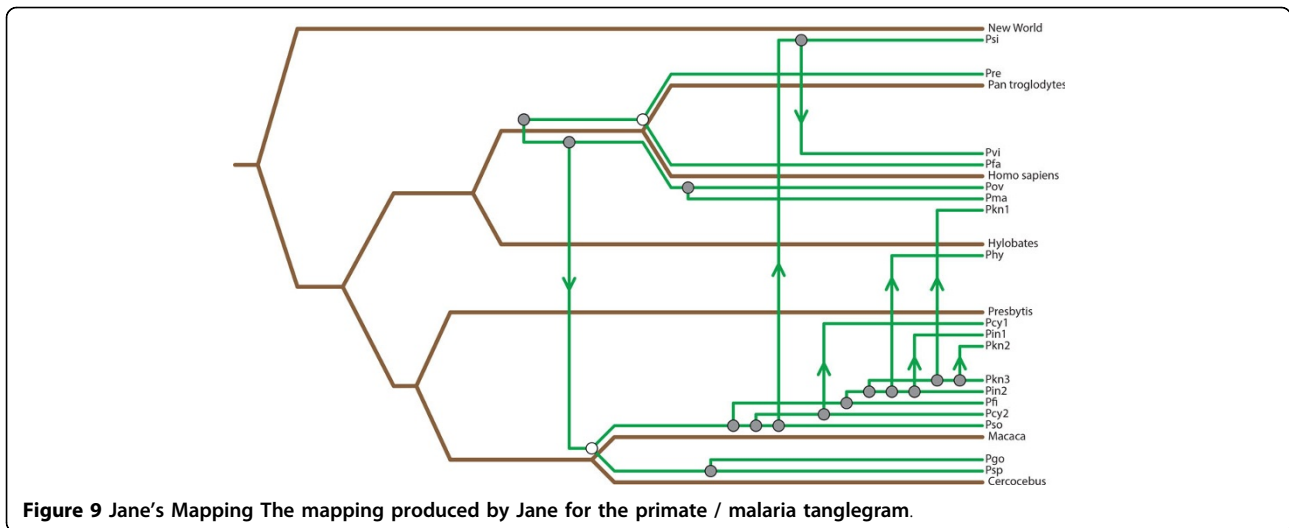 New World
Psi
Pre
Pan troglodytes
Pvi
Pfa
Homo sapiens
Pov
Pma
Pkn1
Hylobates
Phy
Presbytis
Pcy1
Pin1
Pkn2
Pkn3
Pin2
Pfi
Pcy2
Pso
Macaca
Pgo
Psp
Cercocebus
Figure 9 Jane's Mapping The mapping produced by Jane for the primate / malaria tanglegram.